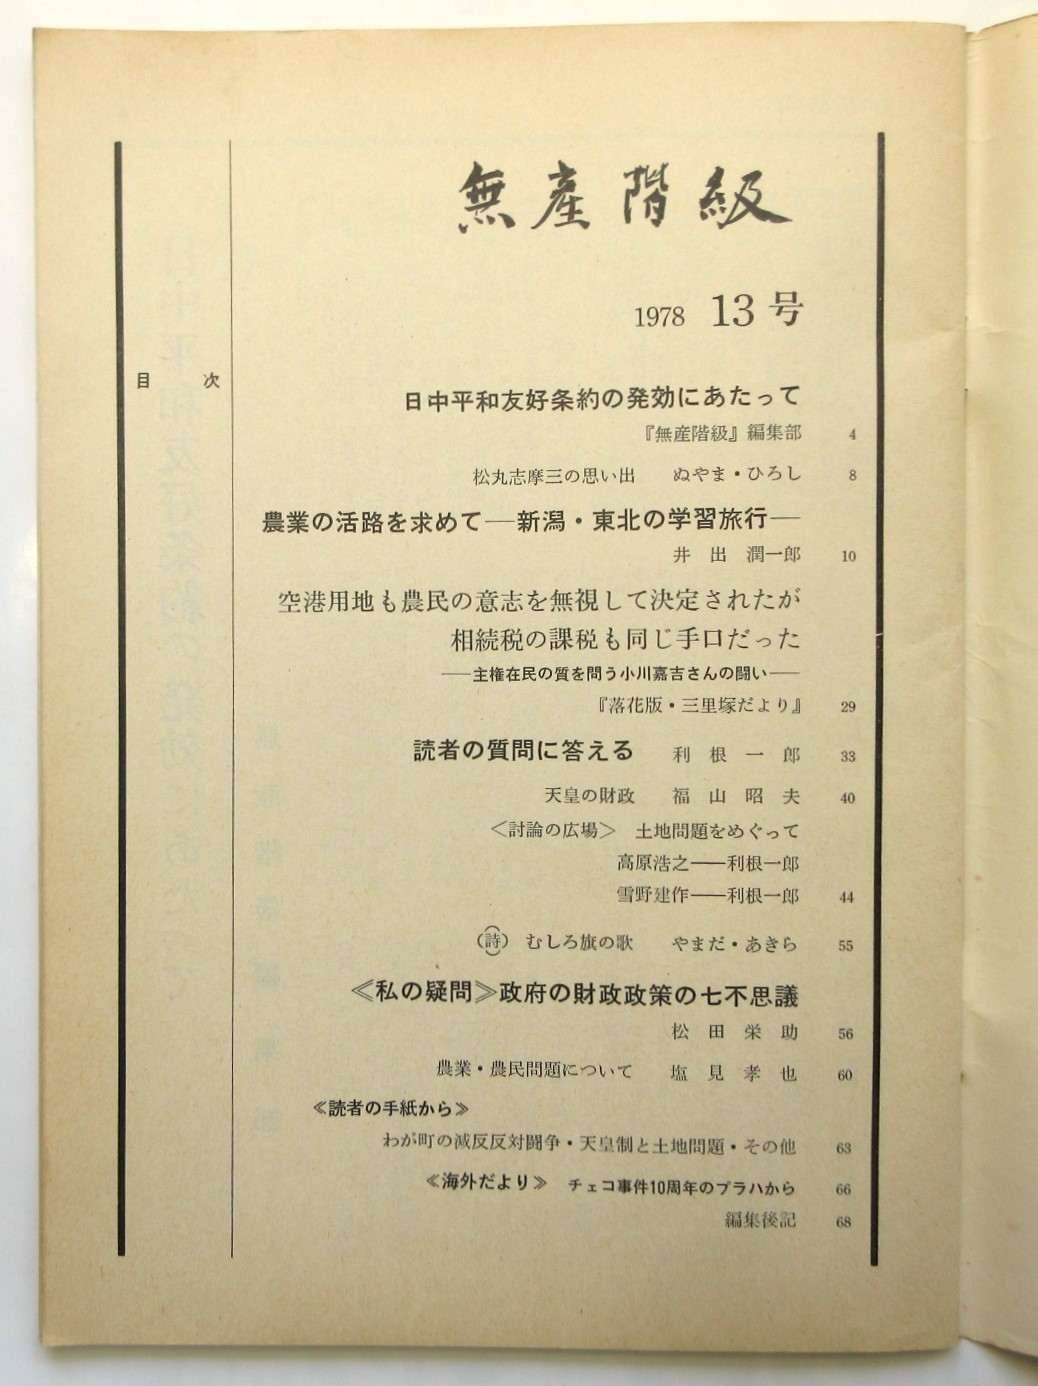 無産階級
1978 13号
目次
日中平和友好条約の発効にあたって
『無産階級』編集部 4
松丸志摩三の思い出 ぬやま・ひろし 8
農業の活路を求めて―新潟・東北の学習旅行―
井出潤一郎 10
空港用地も農民の意志を無視して決定されたが
相続税の課税も同じ手口だった
――主権在民の質を問う小川嘉吉さんの闘い――
『落花版・三里塚だより』 29
読者の質問に答える 利根一郎 33
天皇の財政 福山昭夫 40
＜討論の広場＞ 土地問題をめぐって
高原浩之――利根一郎
雪野建作――利根一郎 44
(詩) むしろ旗の歌 やまだ・あきら 55
≪私の疑問≫政府の財政政策の七不思議
松田栄助 56
農業・農民問題について 塩見孝也 60
≪読者の手紙から≫
わが町の減反反対闘争・天皇制と土地問題・その他 63
≪海外だより≫ チェコ事件10周年のプラハから 66
編集後記 68